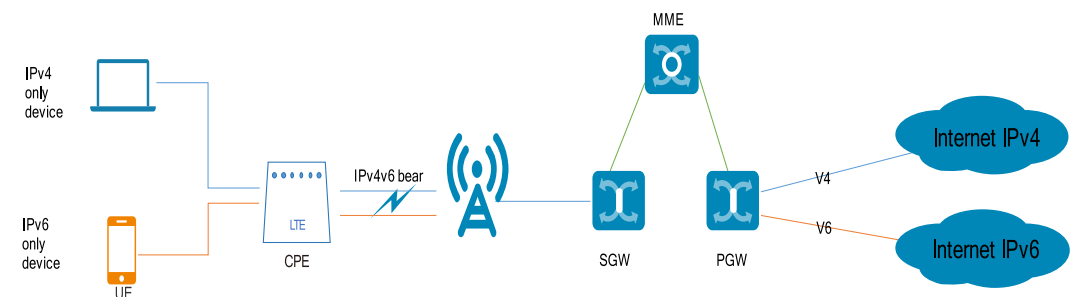 MME
IPv4
only
device
Internet IPv4
IPv4v6 bear
V4
LTE
IPv6
only
device
V6
Internet IPv6
CPE
SGW
PGW
UE